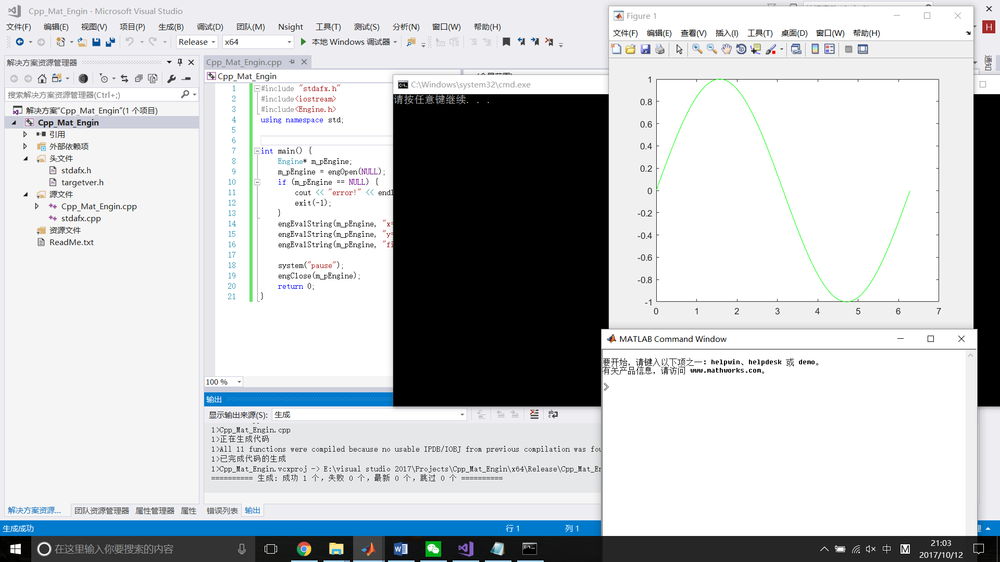 Cpp_Mat_Engin - Microsoft Visual Studio
文件(F) 编辑(E) 视图(V) 项目(P) 生成(B) 调试(D) 团队(M) Nsight 工具(T) 测试(S) 分析(N) 窗口(W) 帮助(H)
H
Release x64 本地 Windows 调试器
通知
解决方案资源管理器
搜索解决方案资源管理器(Ctrl+;)
解决方案“Cpp_Mat_Engin”(1 个项目)
Cpp_Mat_Engin
引用
外部依赖项
头文件
stdafx.h
targetver.h
源文件
Cpp_Mat_Engin.cpp
stdafx.cpp
资源文件
ReadMe.txt
解决方案资源... 团队资源管理器 属性管理器 属性
Cpp_Mat_Engin.cpp
Cpp_Mat_Engin
1 #include "stdafx.h"
2 #include<iostream>
3 #include<Engine.h>
4 using namespace std;
5
6
7 int main() {
8 Engine* m_pEngine;
9 m_pEngine = engOpen(NULL);
10 if (m_pEngine == NULL) {
11 cout << "error!" << endl
12 exit(-1);
13 }
14 engEvalString(m_pEngine, "x=
15 engEvalString(m_pEngine, "y=
16 engEvalString(m_pEngine, "fi
17
18 system("pause");
19 engClose(m_pEngine);
20 return 0;
21 }
100 %
输出
显示输出来源(S): 生成
1>Cpp_Mat_Engin.cpp
1>正在生成代码
1>All 11 functions were compiled because no usable IPDB/IOBJ from previous compilation was fou
1>已完成代码的生成
1>Cpp_Mat_Engin.vcxproj -> E:\visual studio 2017\Projects\Cpp_Mat_Engin\x64\Release\Cpp_Mat_En
========== 生成: 成功 1 个，失败 0 个，最新 0 个，跳过 0 个 ==========
错误列表 输出
C:\Windows\system32\cmd.exe
请按任意键继续. . .
Figure 1
文件(F) 编辑(E) 查看(V) 插入(I) 工具(T) 桌面(D) 窗口(W) 帮助(H)
1
0.8
0.6
0.4
0.2
0
-0.2
-0.4
-0.6
-0.8
-1
0 1 2 3 4 5 6 7
MATLAB Command Window
要开始，请键入以下项之一: helpwin、helpdesk 或 demo。
有关产品信息，请访问 www.mathworks.com。
>>
生成成功 行 1 列 1 理
在这里输入你要搜索的内容
中 M
21:03
2017/10/12